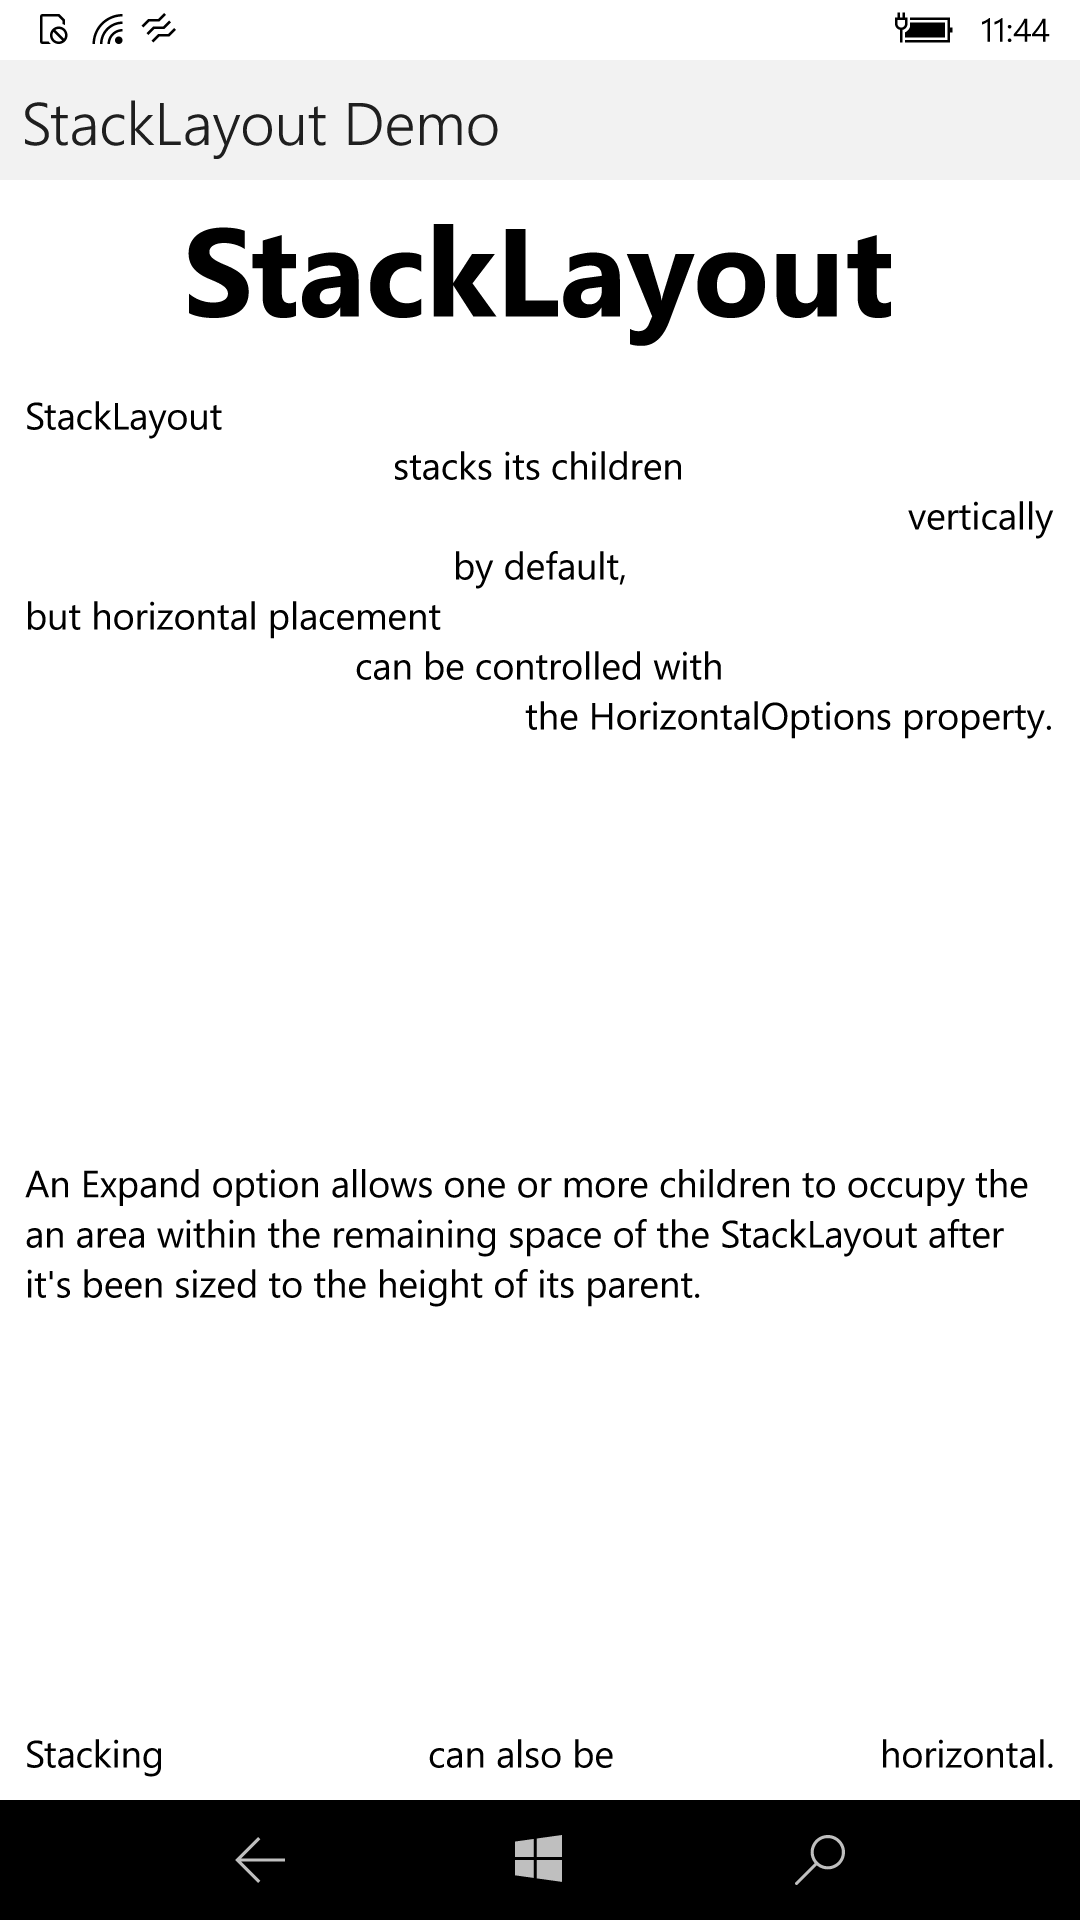 11:44
StackLayout Demo
StackLayout
StackLayout
stacks its children
vertically
by default,
but horizontal placement
can be controlled with
the HorizontalOptions property.
An Expand option allows one or more children to occupy the
an area within the remaining space of the StackLayout after
it's been sized to the height of its parent.
Stacking can also be horizontal.